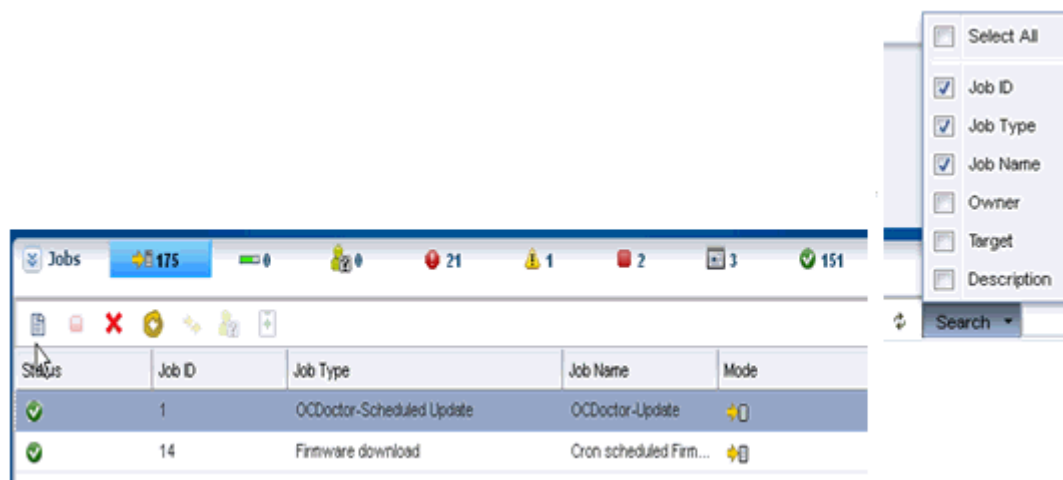 Select All
Job ID
Job Type
Job Name
Owner
Target
Description
Search
Jobs 175 0 0 21 1 2 3 151
Status Job ID Job Type Job Name Mode
1 OCDoctor-Scheduled Update OCDoctor-Update
14 Firmware download Cron scheduled Firm...